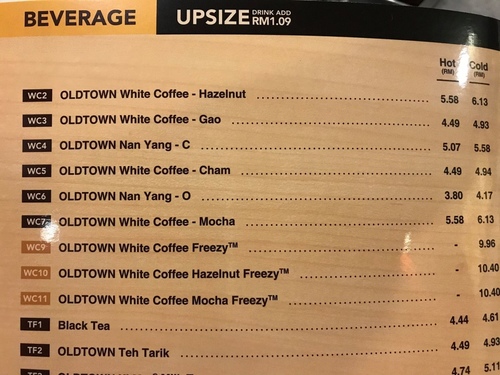 BEVERAGE UPSIZE DRINK ADD RM1.09
Hot (RM) Cold (RM)
WC2 OLDTOWN White Coffee - Hazelnut 5.58 6.13
WC3 OLDTOWN White Coffee - Gao 4.49 4.93
WC4 OLDTOWN Nan Yang - C 5.07 5.58
WC5 OLDTOWN White Coffee - Cham 4.49 4.94
WC6 OLDTOWN Nan Yang - O 3.80 4.17
WC7 OLDTOWN White Coffee - Mocha 5.58 6.13
WC9 OLDTOWN White Coffee Freezy™ - 9.96
WC10 OLDTOWN White Coffee Hazelnut Freezy™ - 10.40
WC11 OLDTOWN White Coffee Mocha Freezy™ - 10.40
TF1 Black Tea 4.44 4.61
TF2 OLDTOWN Teh Tarik 4.49 4.93
4.74 5.11